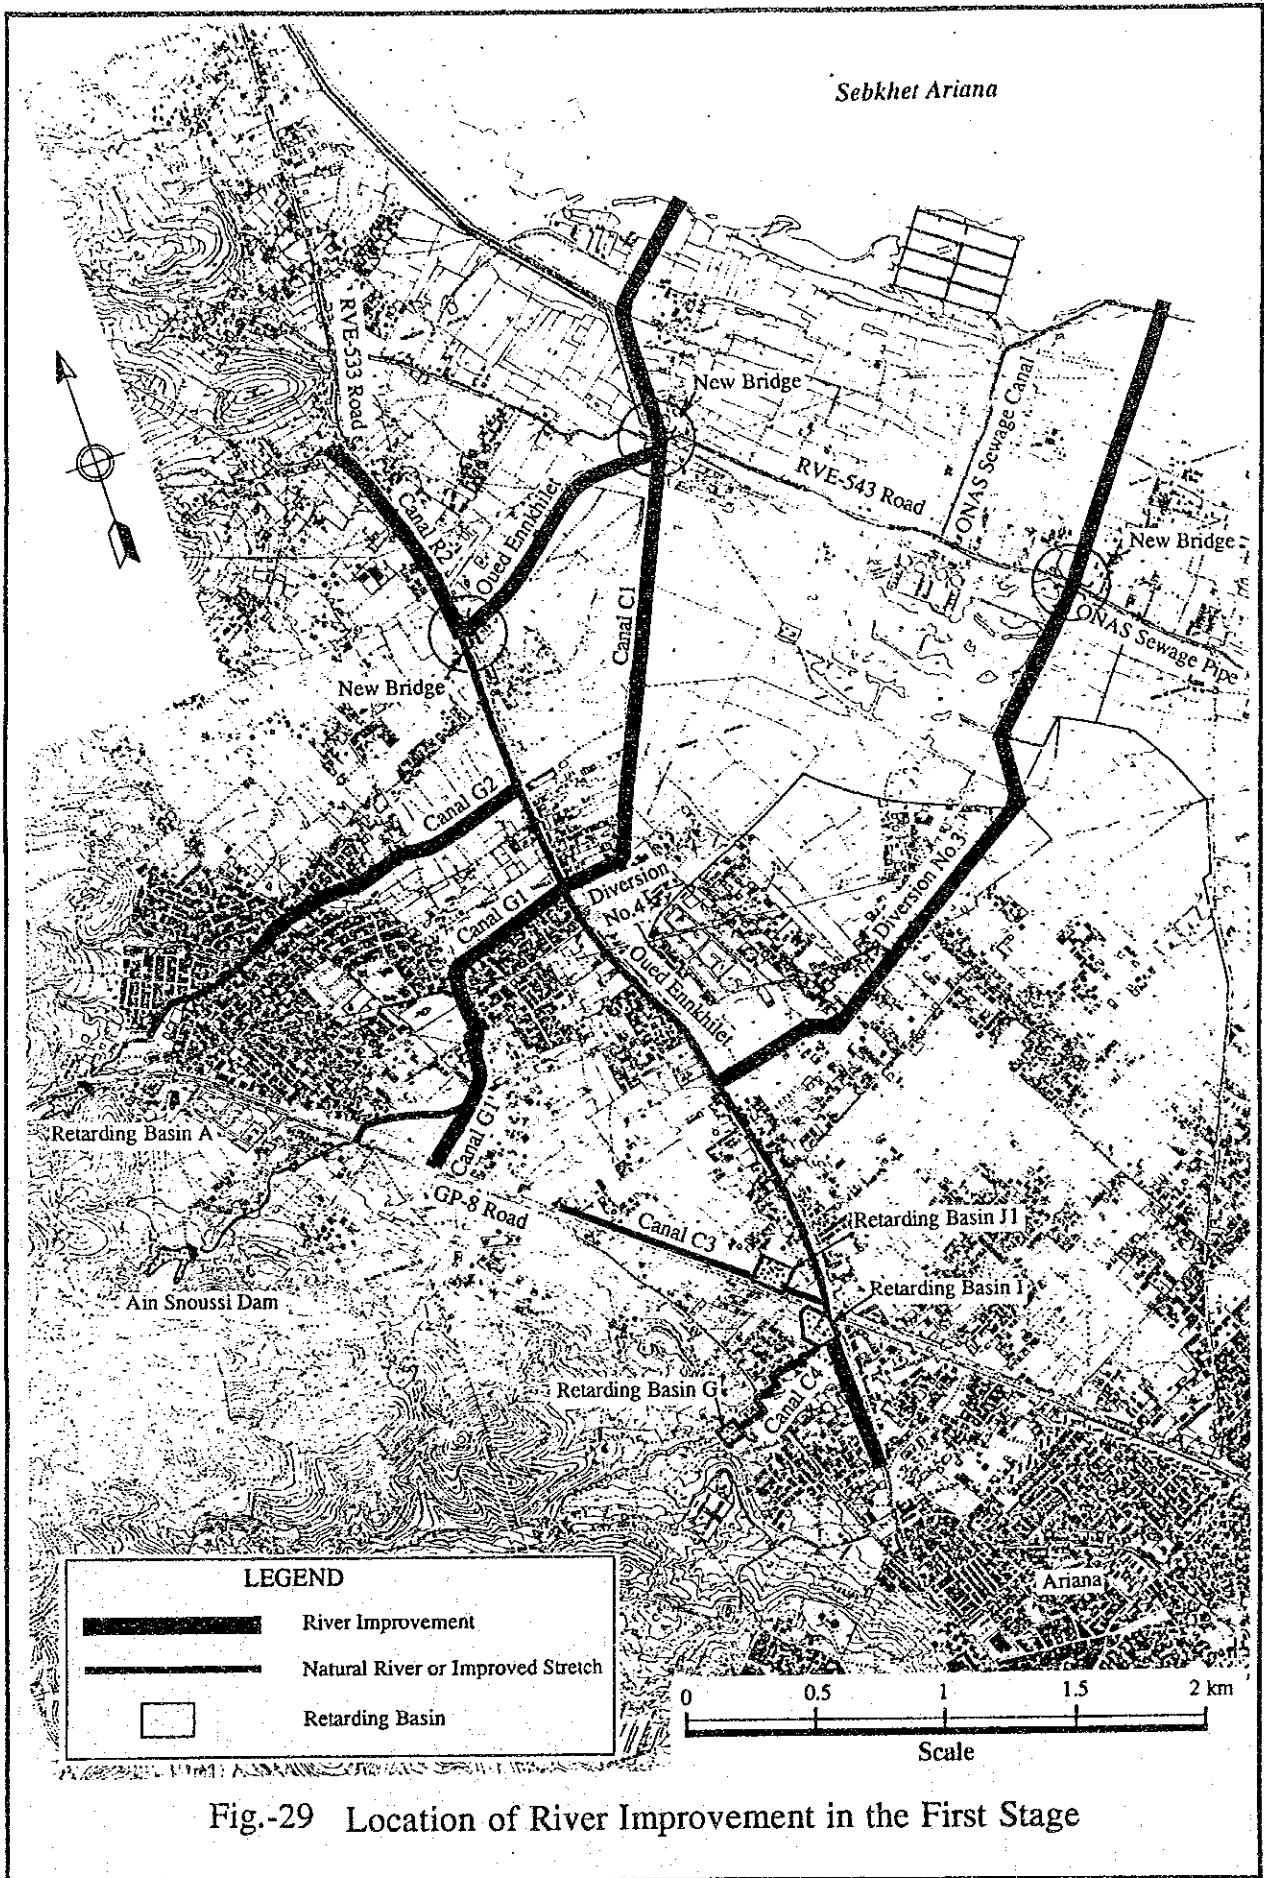 Sebkhet Ariana
RVE-533 Road
New Bridge
ONAS Sewage Canal
RVE-543 Road
Canal R2
Oued Ennkhilet
New Bridge
Canal C1
ONAS Sewage Pipe
New Bridge
Canal G2
Diversion No.3
Diversion
No.4
Canal G1
Oued Ennkhilet
Retarding Basin A
Canal G1
GP-8 Road
Canal C3
Retarding Basin J1
Retarding Basin I
Ain Snoussi Dam
Retarding Basin G
Canal C4
Ariana
LEGEND
River Improvement
Natural River or Improved Stretch
Retarding Basin
0 0.5 1 1.5 2 km
Scale
Fig.-29 Location of River Improvement in the First Stage